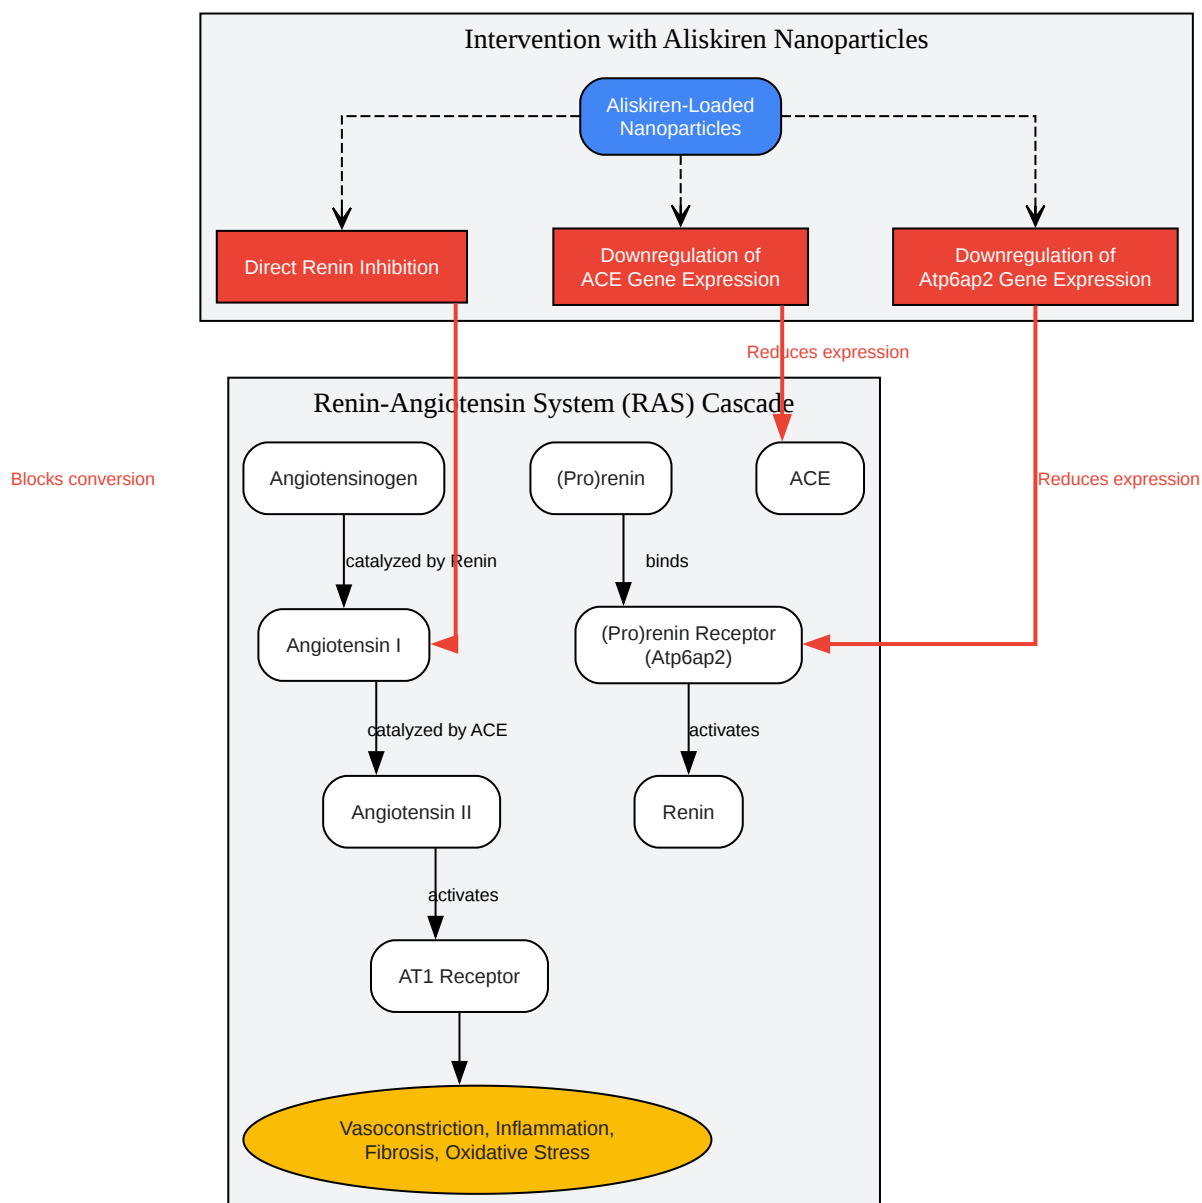 Intervention with Aliskiren Nanoparticles
Aliskiren-Loaded
Nanoparticles
Direct Renin Inhibition
Downregulation of
ACE Gene Expression
Downregulation of
Atp6ap2 Gene Expression
Reduces expression
Renin-Angiotensin System (RAS) Cascade
Blocks conversion
Angiotensinogen
(Pro)renin
ACE
Reduces expression
catalyzed by Renin
binds
Angiotensin I
(Pro)renin Receptor
(Atp6ap2)
catalyzed by ACE
activates
Angiotensin II
Renin
activates
AT1 Receptor
Vasoconstriction, Inflammation,
Fibrosis, Oxidative Stress